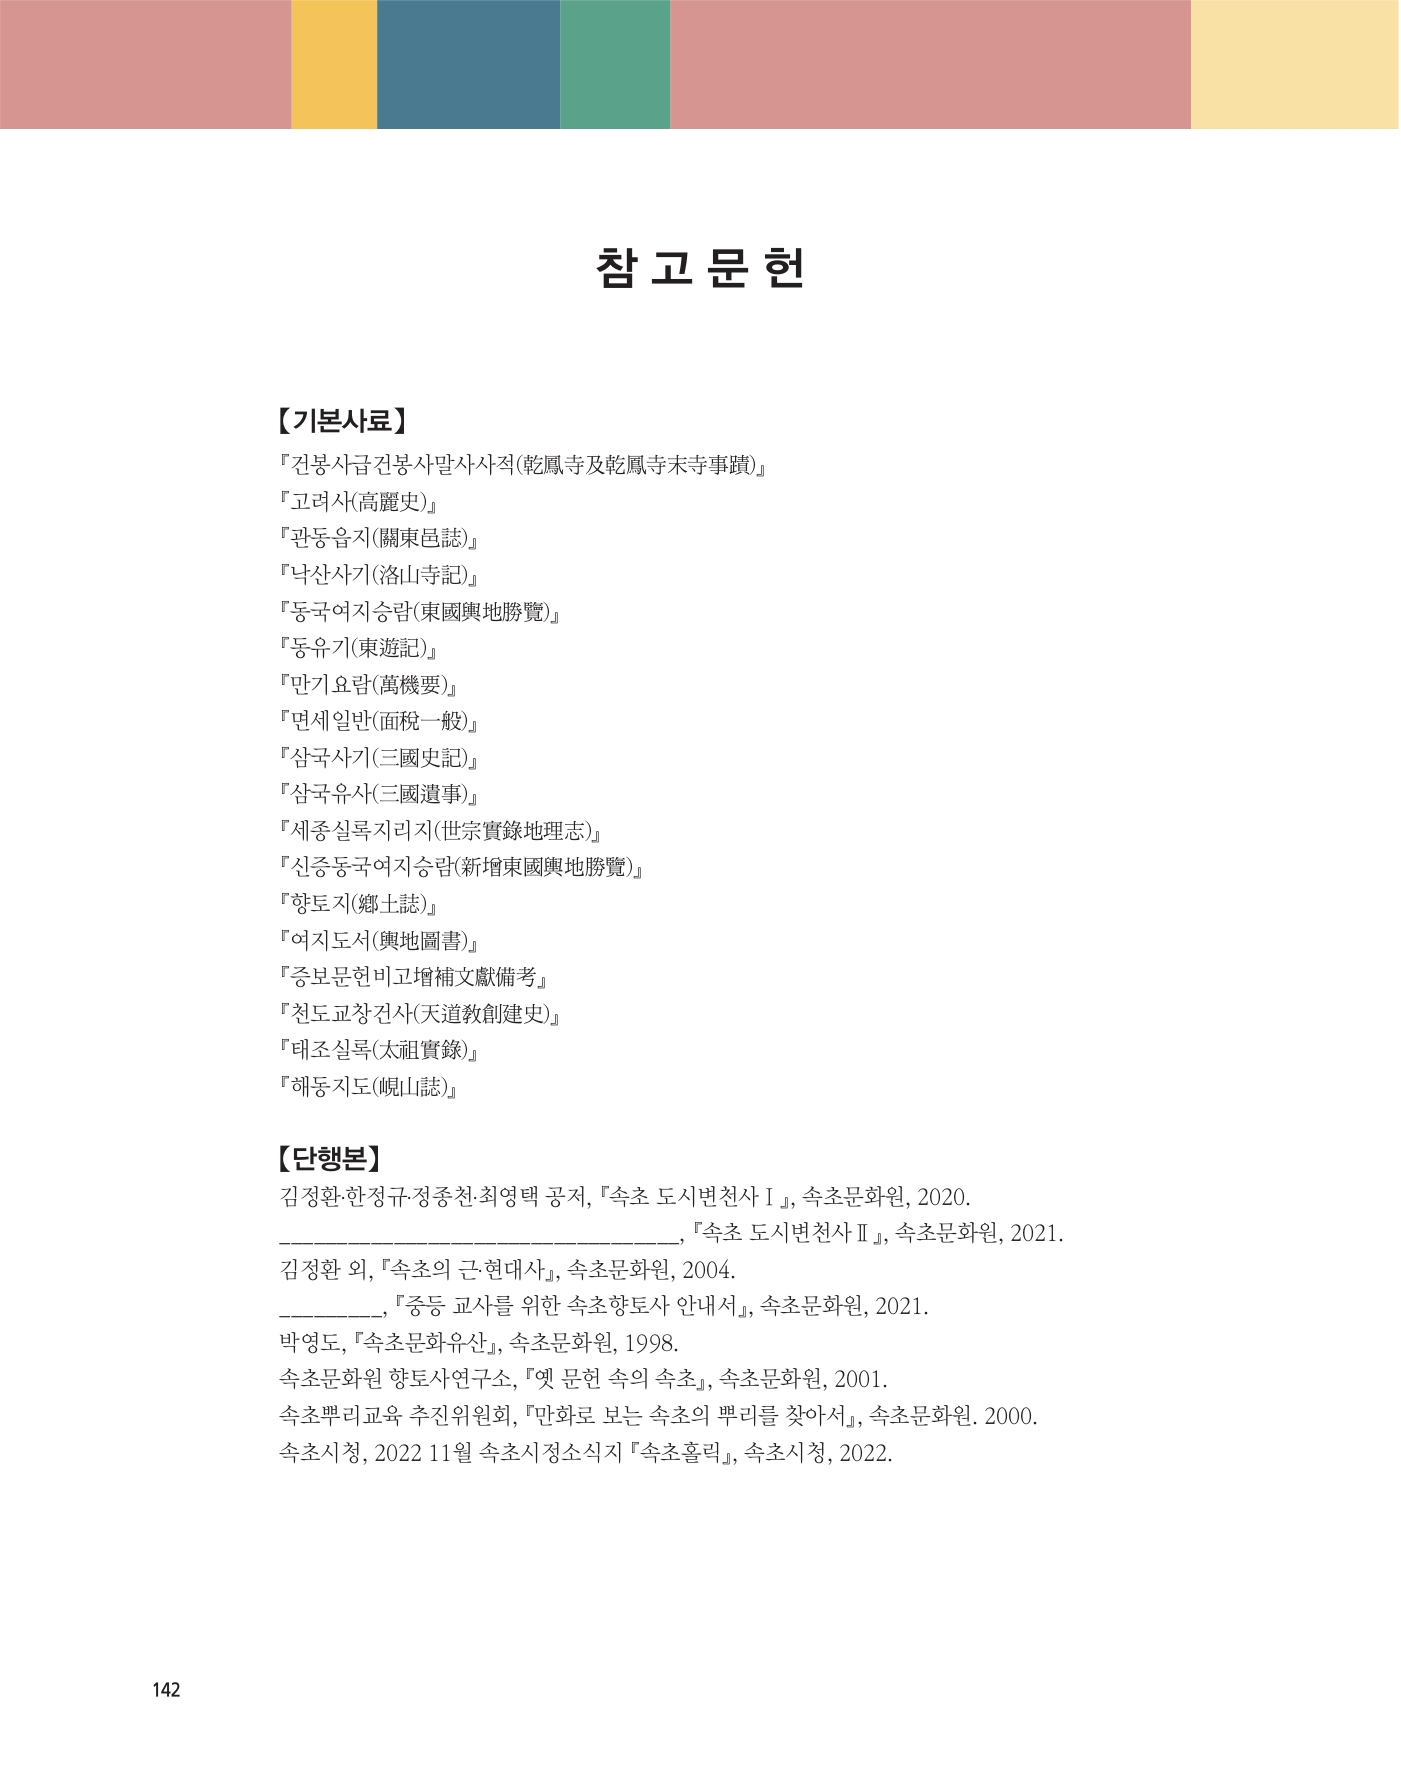 참 고 문 헌
【기본사료】
『건봉사급건봉사말사사적(乾鳳寺及乾鳳寺末寺事蹟)』
『고려사(高麗史)』
『관동읍지(關東邑誌)』
『낙산사기(洛山寺記)』
『동국여지승람(東國輿地勝覽)』
『동유기(東遊記)』
『만기요람(萬機要)』
『면세일반(面稅一般)』
『삼국사기(三國史記)』
『삼국유사(三國遺事)』
『세종실록지리지(世宗實錄地理志)』
『신증동국여지승람(新增東國輿地勝覽)』
『향토지(鄕土誌)』
『여지도서(輿地圖書)』
『증보문헌비고增補文獻備考』
『천도교창건사(天道敎創建史)』
『태조실록(太祖實錄)』
『해동지도(峴山誌)』
【단행본】
김정환·한정규·정종천·최영택 공저, 『속초 도시변천사Ⅰ』, 속초문화원, 2020.
___________________________________, 『속초 도시변천사Ⅱ』, 속초문화원, 2021.
김정환 외, 『속초의 근·현대사』, 속초문화원, 2004.
_________, 『중등 교사를 위한 속초향토사 안내서』, 속초문화원, 2021.
박영도, 『속초문화유산』, 속초문화원, 1998.
속초문화원 향토사연구소, 『옛 문헌 속의 속초』, 속초문화원, 2001.
속초뿌리교육 추진위원회, 『만화로 보는 속초의 뿌리를 찾아서』, 속초문화원. 2000.
속초시청, 2022 11월 속초시정소식지 『속초홀릭』, 속초시청, 2022.
142